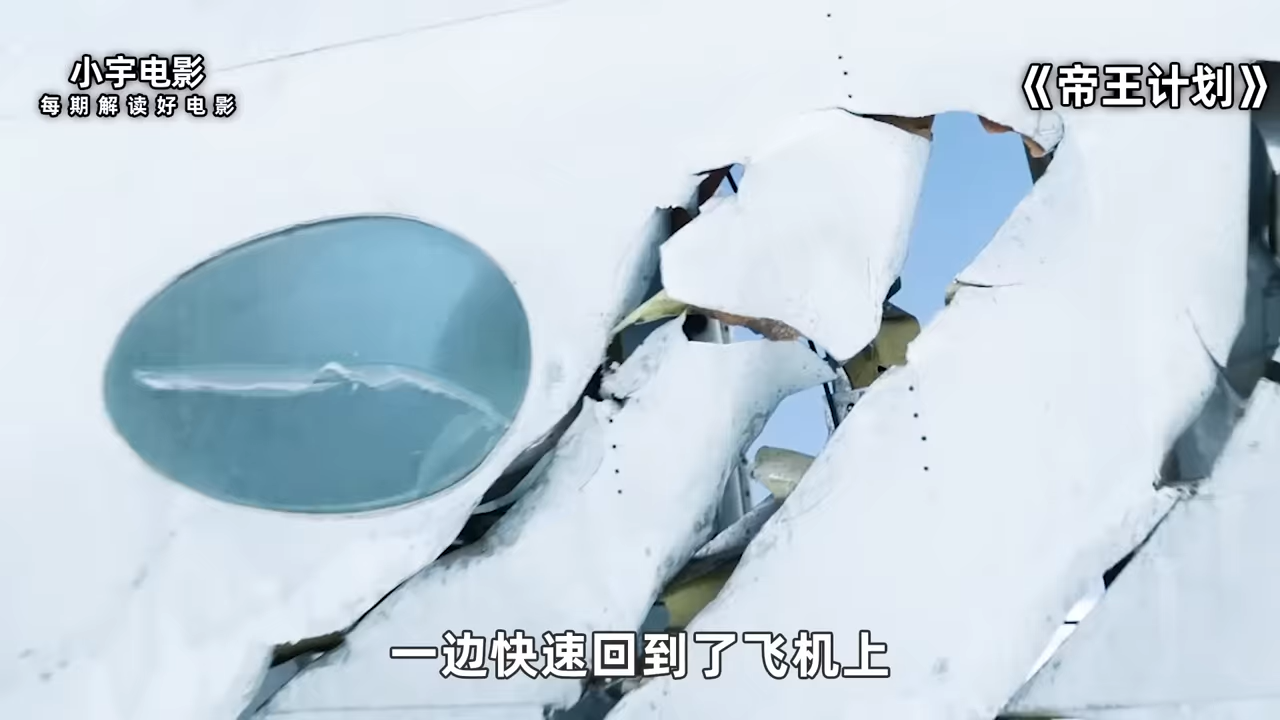 小宇电影
每期解读好电影
《帝王计划》
一边快速回到了飞机上